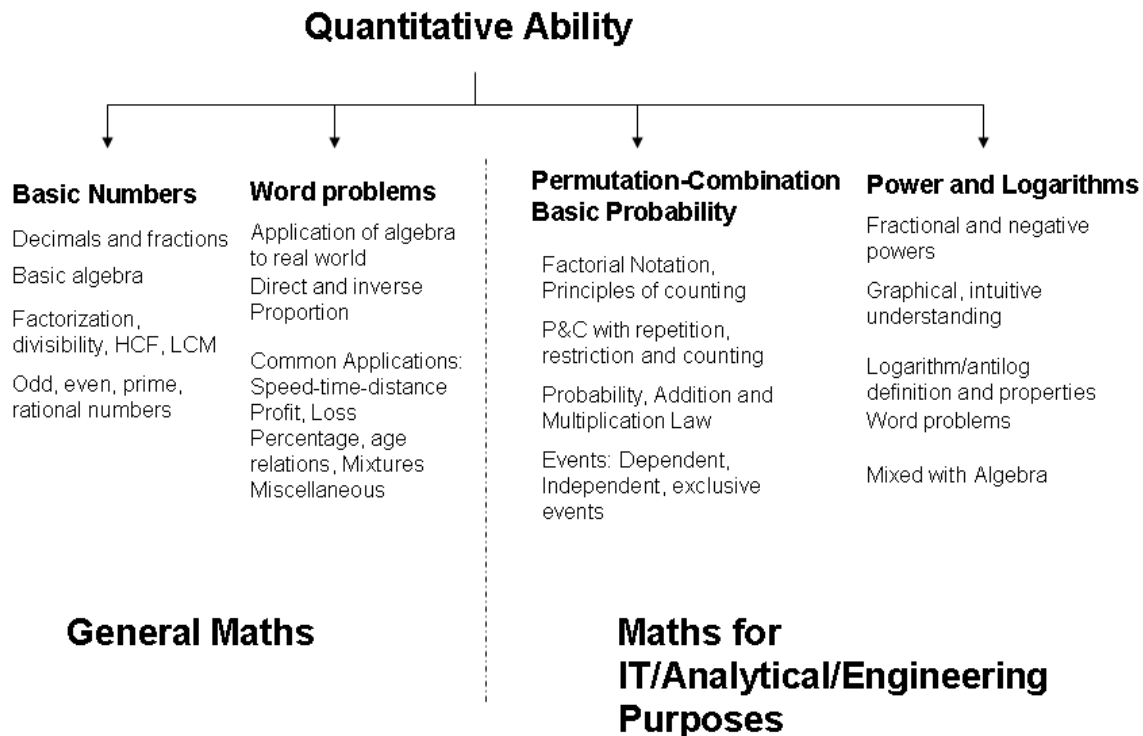 Quantitative Ability
Basic Numbers
Decimals and fractions
Basic algebra
Factorization,
divisibility, HCF, LCM
Odd, even, prime,
rational numbers
Word problems
Application of algebra
to real world
Direct and inverse
Proportion
Common Applications:
Speed-time-distance
Profit, Loss
Percentage, age
relations, Mixtures
Miscellaneous
Permutation-Combination
Basic Probability
Factorial Notation,
Principles of counting
P&C with repetition,
restriction and counting
Probability, Addition and
Multiplication Law
Events: Dependent,
Independent, exclusive
events
Power and Logarithms
Fractional and negative
powers
Graphical, intuitive
understanding
Logarithm/antilog
definition and properties
Word problems
Mixed with Algebra
General Maths
Maths for
IT/Analytical/Engineering
Purposes